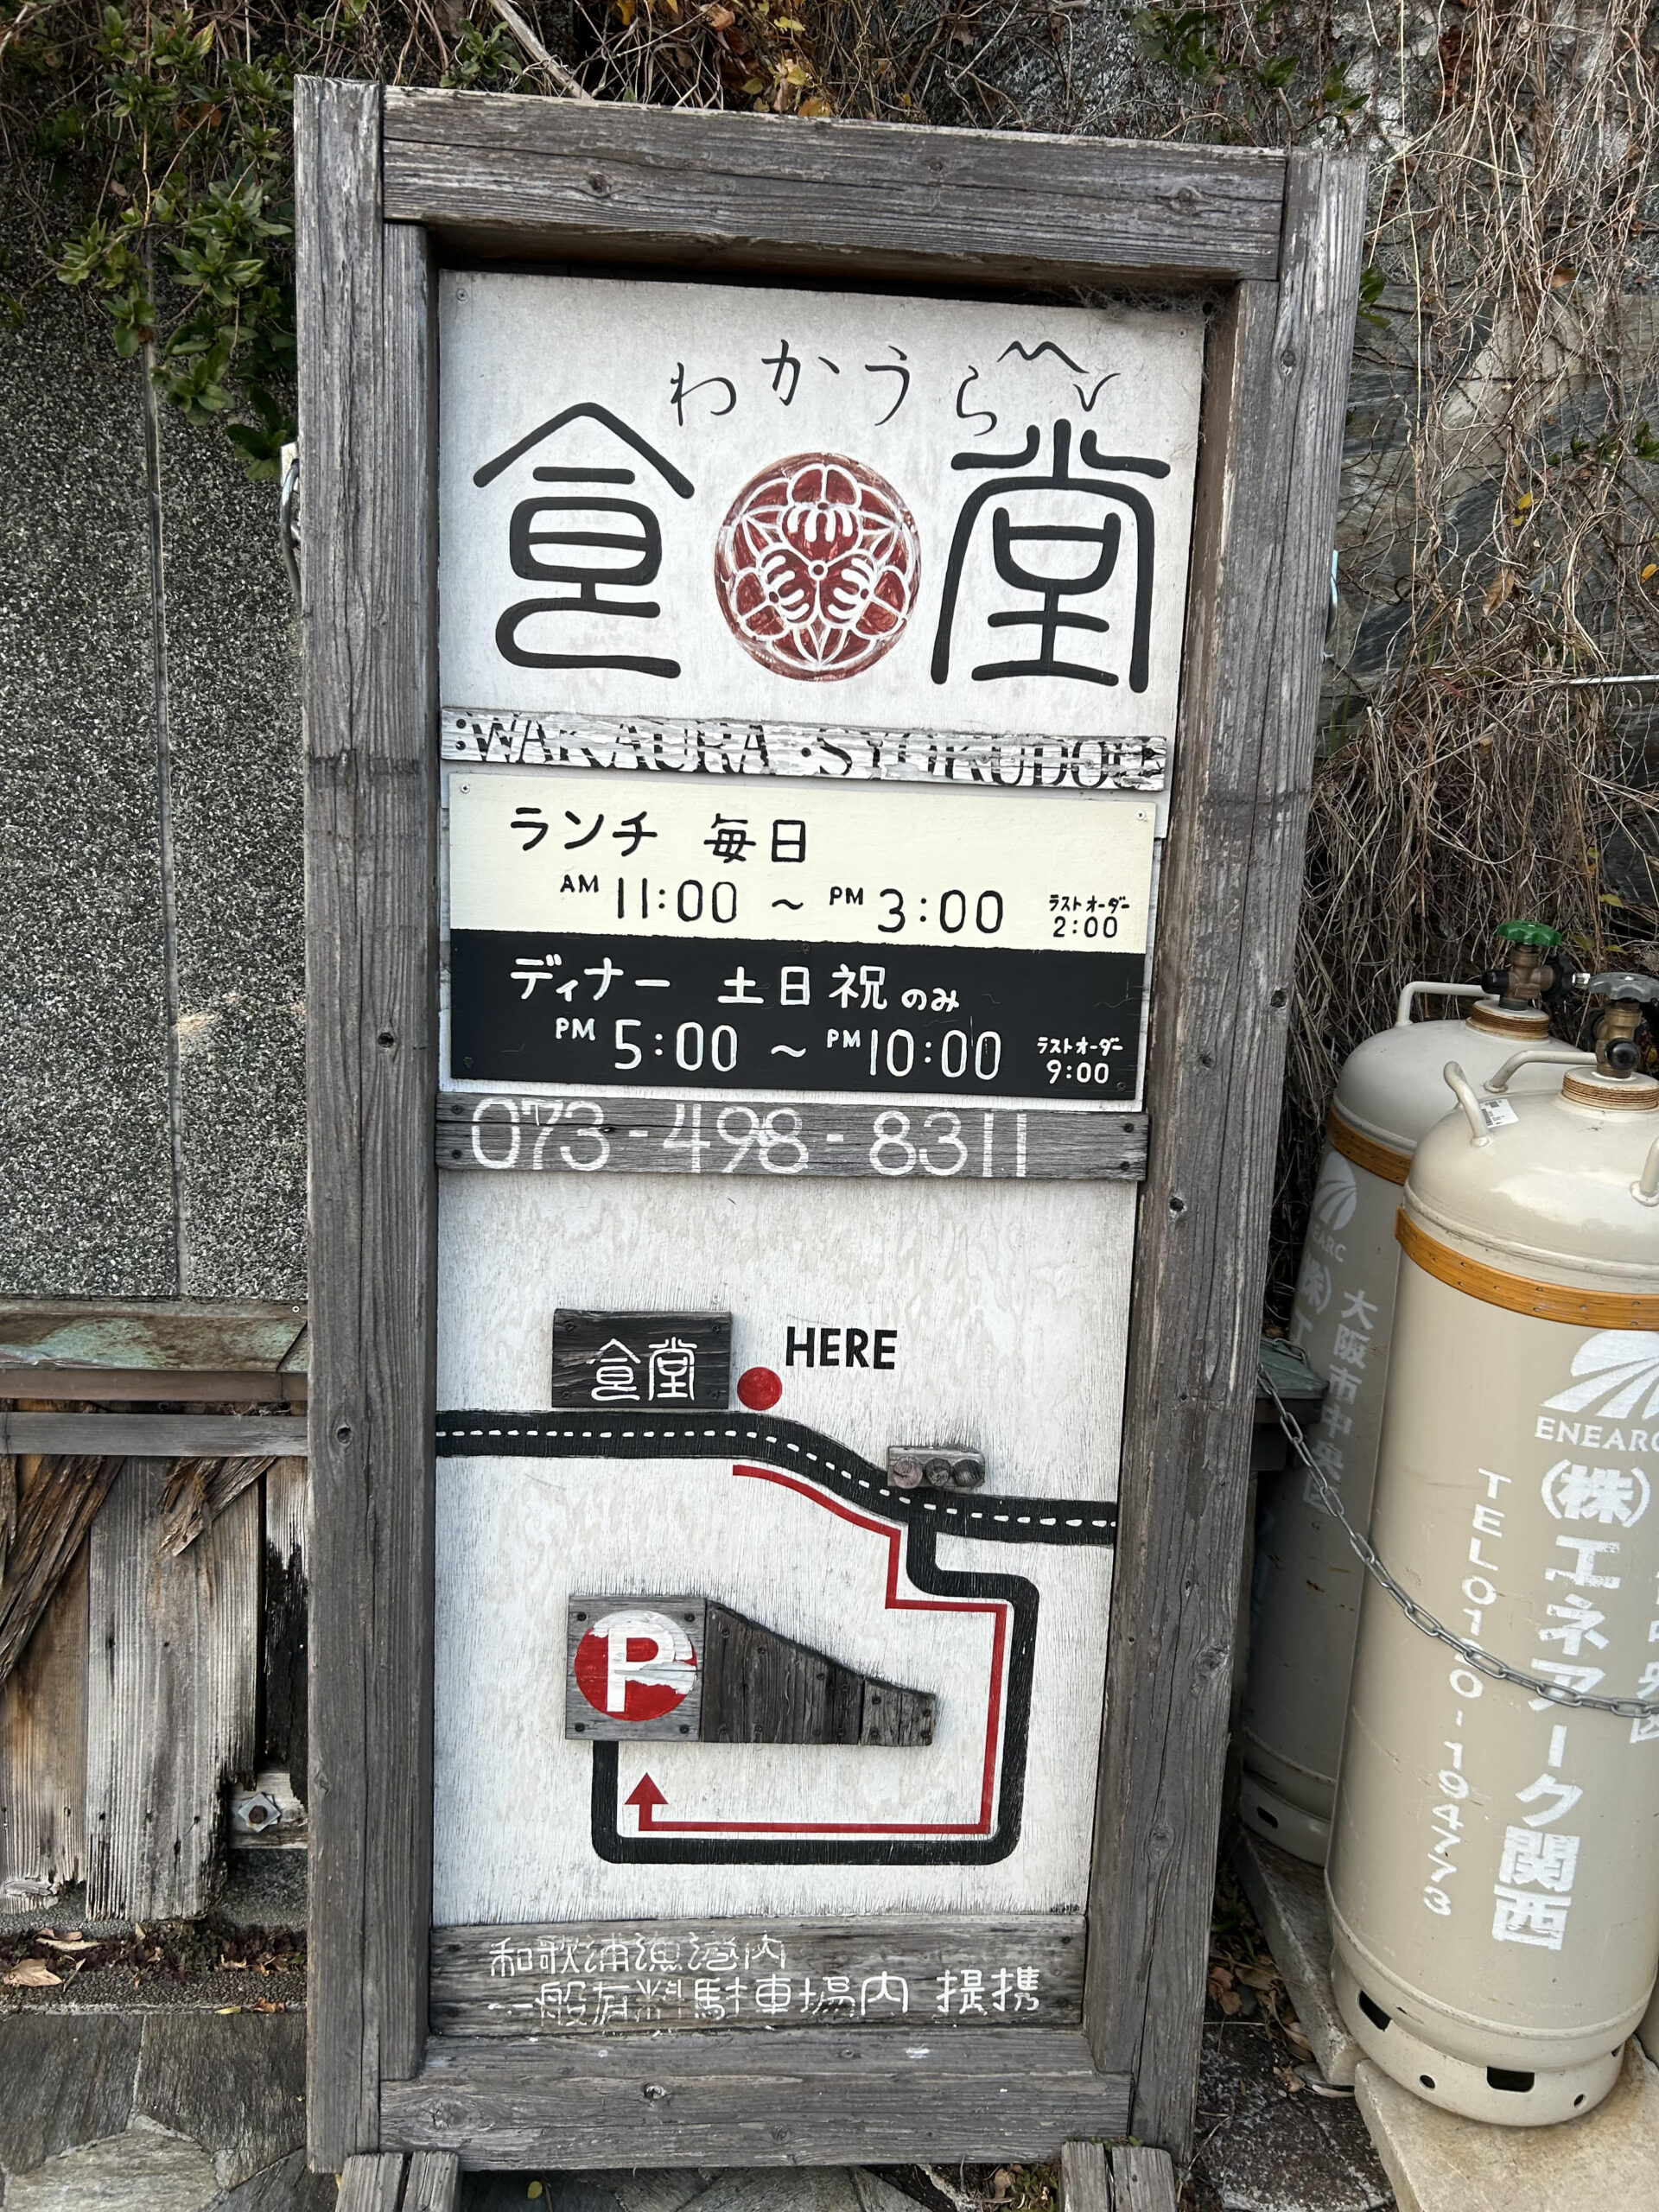 わかうら
食堂
WAKAURA SYOKUDOU
ランチ 毎日
AM 11:00 ～ PM 3:00 ラストオーダー 2:00
ディナー 土日祝のみ
PM 5:00 ～ PM 10:00 ラストオーダー 9:00
073-498-8311
食堂 HERE
P
和歌浦漁港内
一般有料駐車場内 提携
ENEARC
(株)エネアーク関西
TEL0120-194773
大阪市中央区